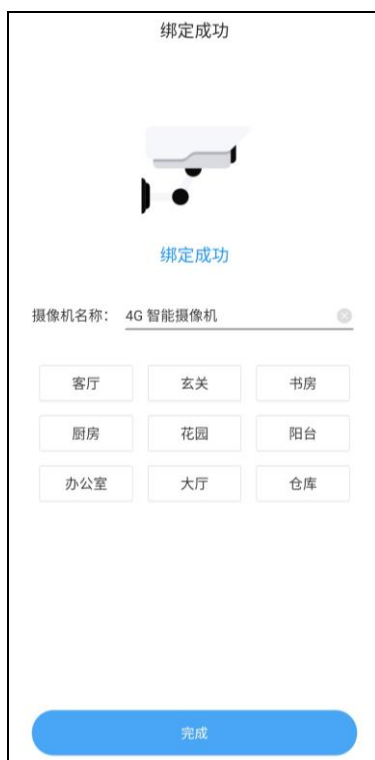 绑定成功
绑定成功
摄像机名称： 4G 智能摄像机
客厅 玄关 书房
厨房 花园 阳台
办公室 大厅 仓库
完成